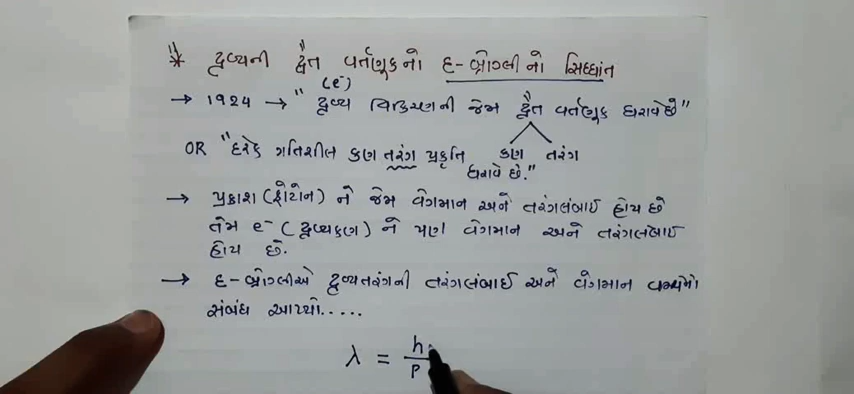 * દ્રવ્યની દ્વૈત વર્તણૂકનો દ-બ્રોગ્લીનો સિધ્ધાંત
(e⁻)
→ 1924 → " દ્રવ્ય વિકિરણની જેમ દ્વૈત વર્તણૂક ધરાવે છે"
OR "દરેક ગતિશીલ કણ તરંગ પ્રકૃતિ ધરાવે છે." કણ તરંગ
→ પ્રકાશ (ફોટોન) ને જેમ વેગમાન અને તરંગલંબાઈ હોય છે
તેમ e⁻ (દ્રવ્યકણ) ને પણ વેગમાન અને તરંગલંબાઈ
હોય છે.
→ દ-બ્રોગ્લીએ દ્રવ્યતરંગની તરંગલંબાઈ અને વેગમાન વચ્ચેનો
સંબંધ આપ્યો.....
λ = h/p